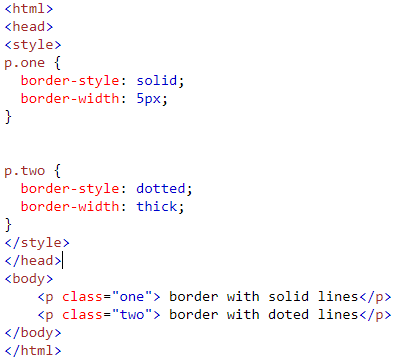 <html>
<head>
<style>
p.one {
  border-style: solid;
  border-width: 5px;
}
p.two {
  border-style: dotted;
  border-width: thick;
}
</style>
</head>
<body>
    <p class="one"> border with solid lines</p>
    <p class="two"> border with doted lines</p>
</body>
</html>